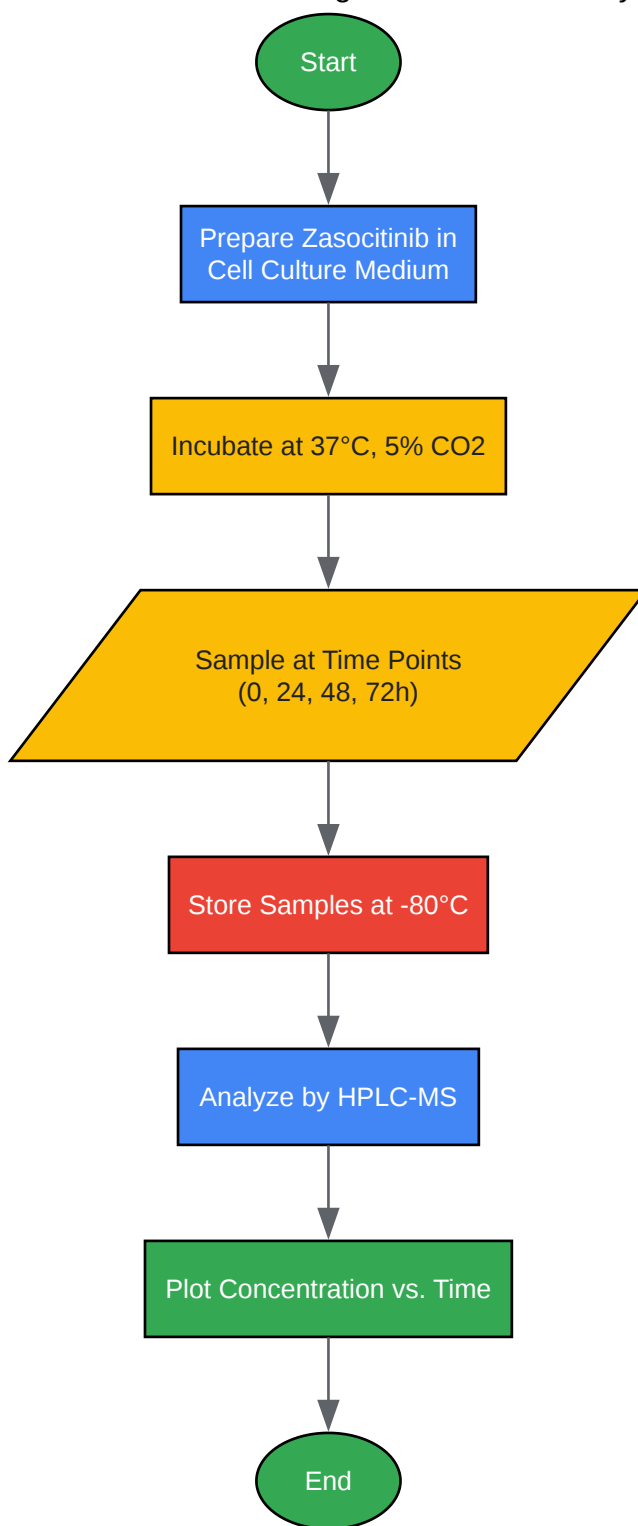 Start
Prepare Zasocitinib in
Cell Culture Medium
Incubate at 37°C, 5% CO2
Sample at Time Points
(0, 24, 48, 72h)
Store Samples at -80°C
Analyze by HPLC-MS
Plot Concentration vs. Time
End